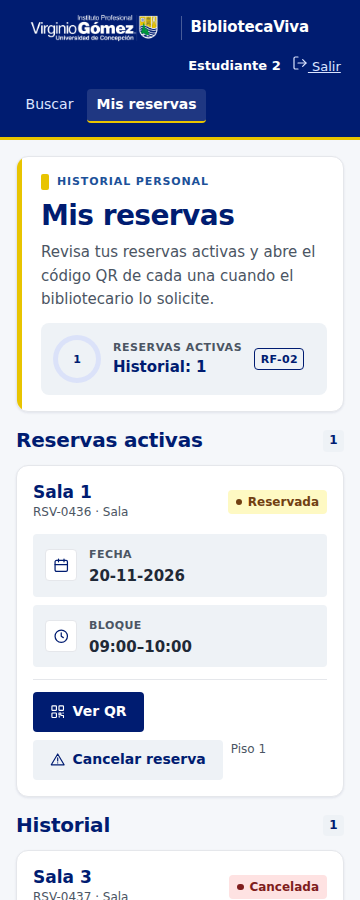 Instituto Profesional
Virginio Gómez
Universidad de Concepción
BibliotecaViva
Estudiante 2
Salir
Buscar
Mis reservas
HISTORIAL PERSONAL
Mis reservas
Revisa tus reservas activas y abre el
código QR de cada una cuando el
bibliotecario lo solicite.
1
RESERVAS ACTIVAS
Historial: 1
RF-02
Reservas activas
1
Sala 1
RSV-0436 · Sala
Reservada
FECHA
20-11-2026
BLOQUE
09:00–10:00
Ver QR
Cancelar reserva
Piso 1
Historial
1
Sala 3
RSV-0437 · Sala
Cancelada